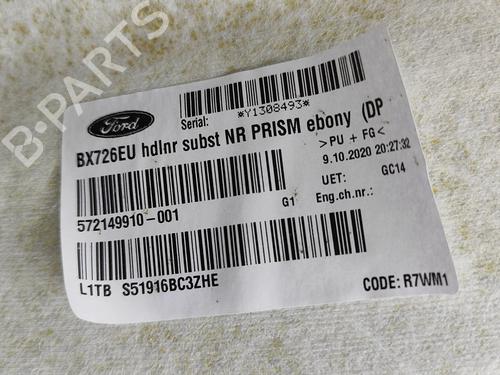 B-PARTS
Ford
Serial: *Y1308493*
BX726EU hdlnr subst NR PRISM ebony (DP
>PU + FG<
9.10.2020 20:27:32
572149910-001 G1
UET: GC14
Eng.ch.nr.:
L1TB S51916BC3ZHE CODE: R7WM1